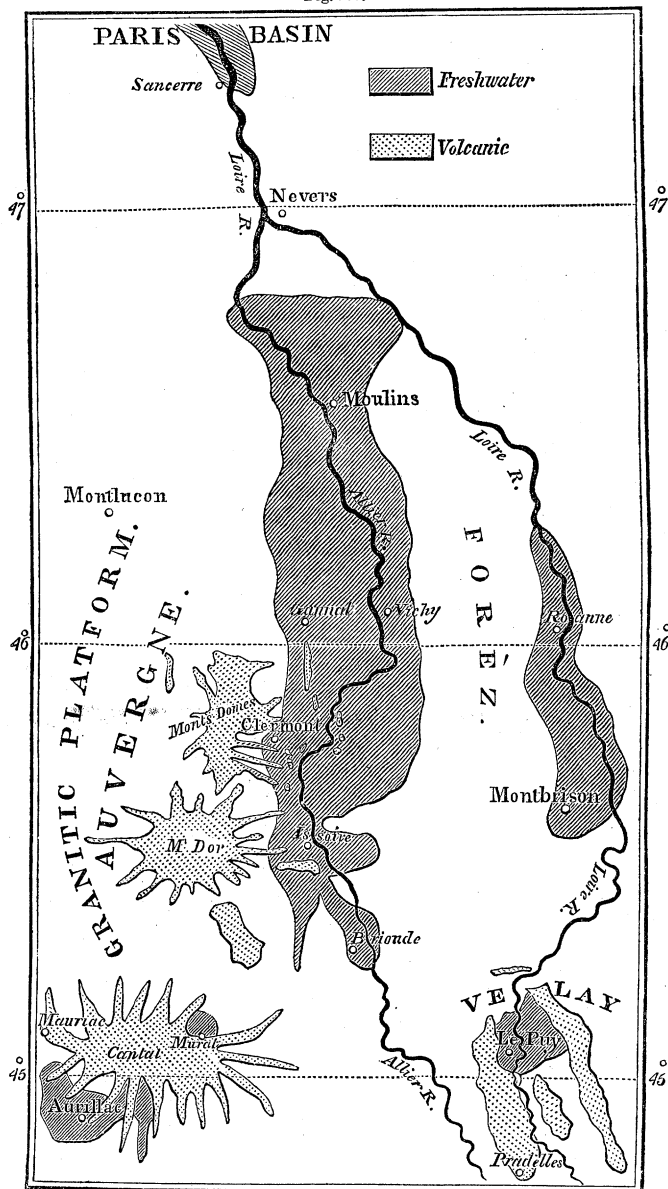 PARIS BASIN
Sancerre
Freshwater
Volcanic
Loire R.
Nevers
47°
47°
Moulins
Allier R.
Loire R.
Montlucon
GRANITIC PLATFORM.
AUVERGNE.
FOREZ.
Gannat
Vichy
Roanne
46°
46°
Monts Domes
Clermont
Montbrison
Mt. Dor
Issoire
Loire R.
Brioude
VELAY
Mauriac
Murat
Cantal
Le Puy
45°
45°
Aurillac
Allier R.
Pradelles